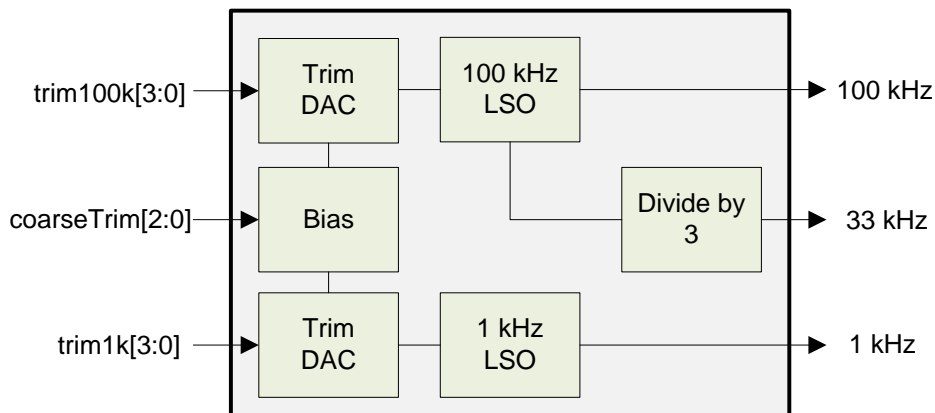 trim100k[3:0]
Trim
DAC
100 kHz
LSO
100 kHz
coarseTrim[2:0]
Bias
Divide by
3
33 kHz
trim1k[3:0]
Trim
DAC
1 kHz
LSO
1 kHz